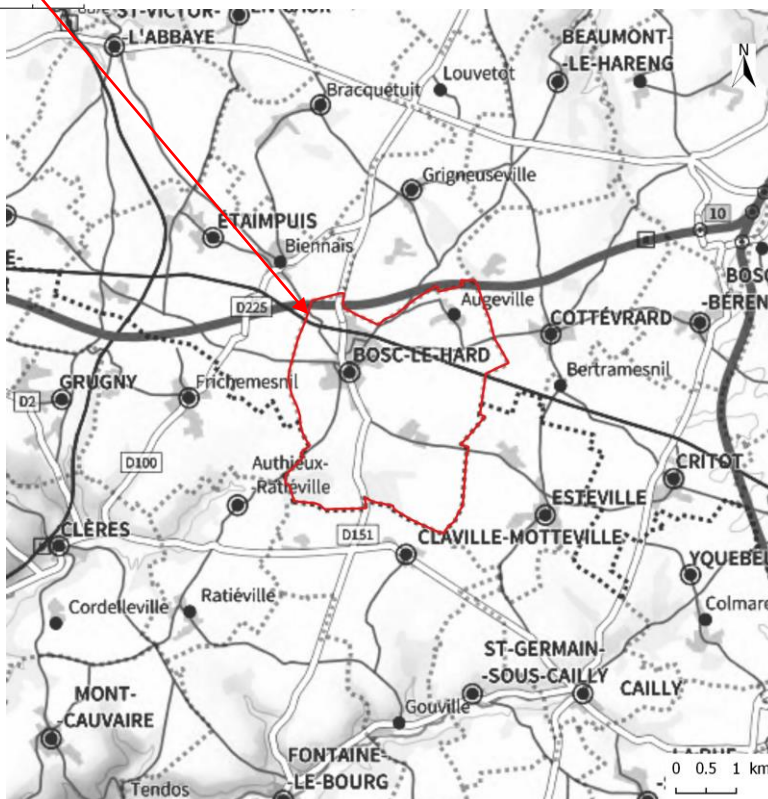 ST-VICTOR-
-L'ABBAYE
BEAUMONT-
-LE-HARENG
N
Louvetot
Bracquetuit
Grigneuseville
10
ÉTAIMPUIS
Biennais
BOSC
-BÉREN
D225
Augeville
COTTÉVRARD
BOSC-LE-HARD
Bertramesnil
GRUGNY
Frichemesnil
D2
D100
Authieux-
-Ratiéville
CRITOT
ESTEVILLE
D151
CLÈRES
CLAVILLE-MOTTEVILLE
YQUEBE
Colmare
Cordelleville
Ratiéville
ST-GERMAIN-
-SOUS-CAILLY
CAILLY
MONT-
-CAUVAIRE
Gouville
FONTAINE-
-LE-BOURG
Tendos
0 0.5 1 km